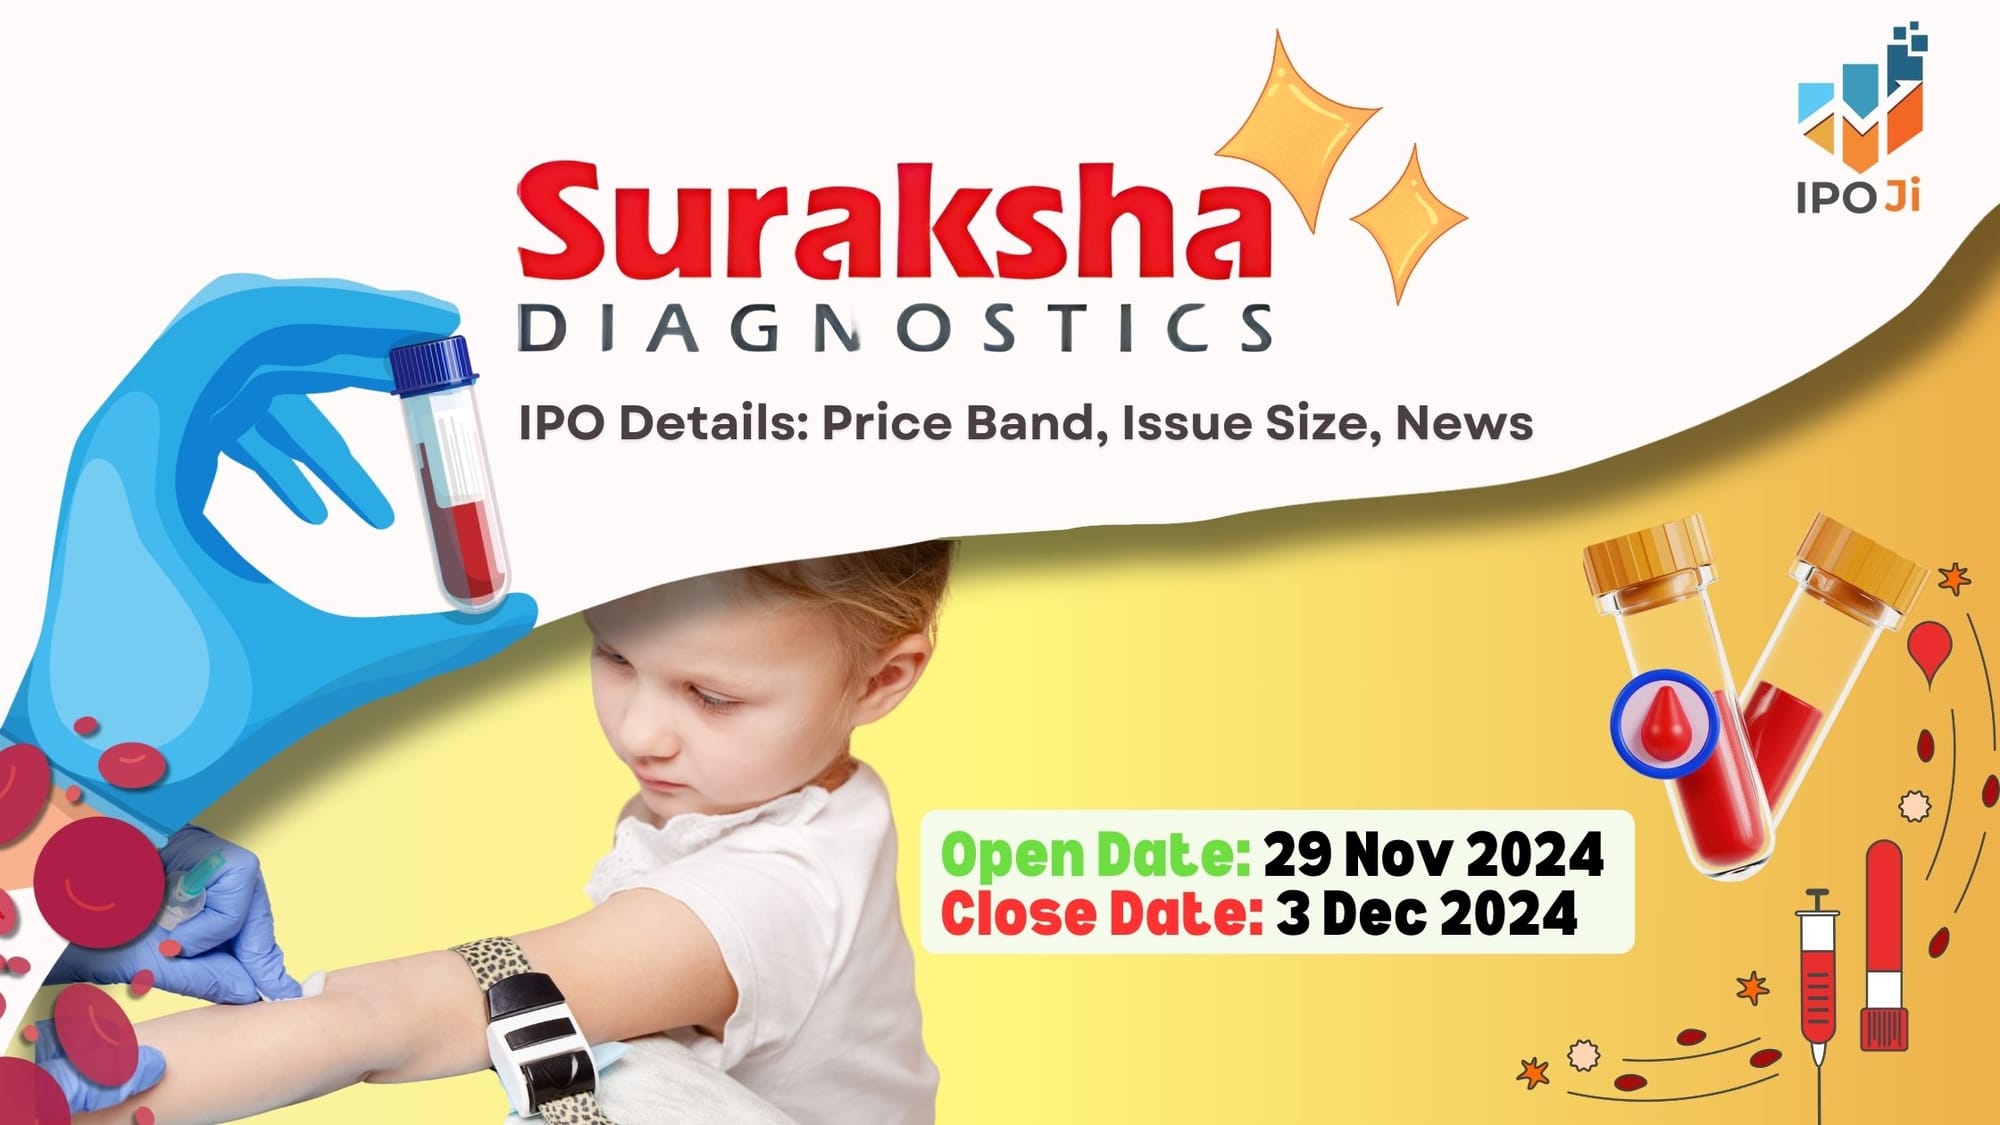 IPO Ji
Suraksha
DIAGNOSTICS
IPO Details: Price Band, Issue Size, News
Open Date: 29 Nov 2024
Close Date: 3 Dec 2024